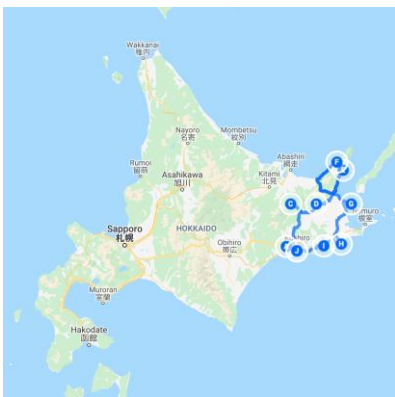 Wakkanai
稚内
Nayoro
名寄
Mombetsu
紋別
Abashiri
網走
Rumoi
留萌
Asahikawa
旭川
Kitami
北見
F
C
D
G
Sapporo
札幌
HOKKAIDO
Obihiro
帯広
根室
J
I
H
Muroran
室蘭
Hakodate
函館